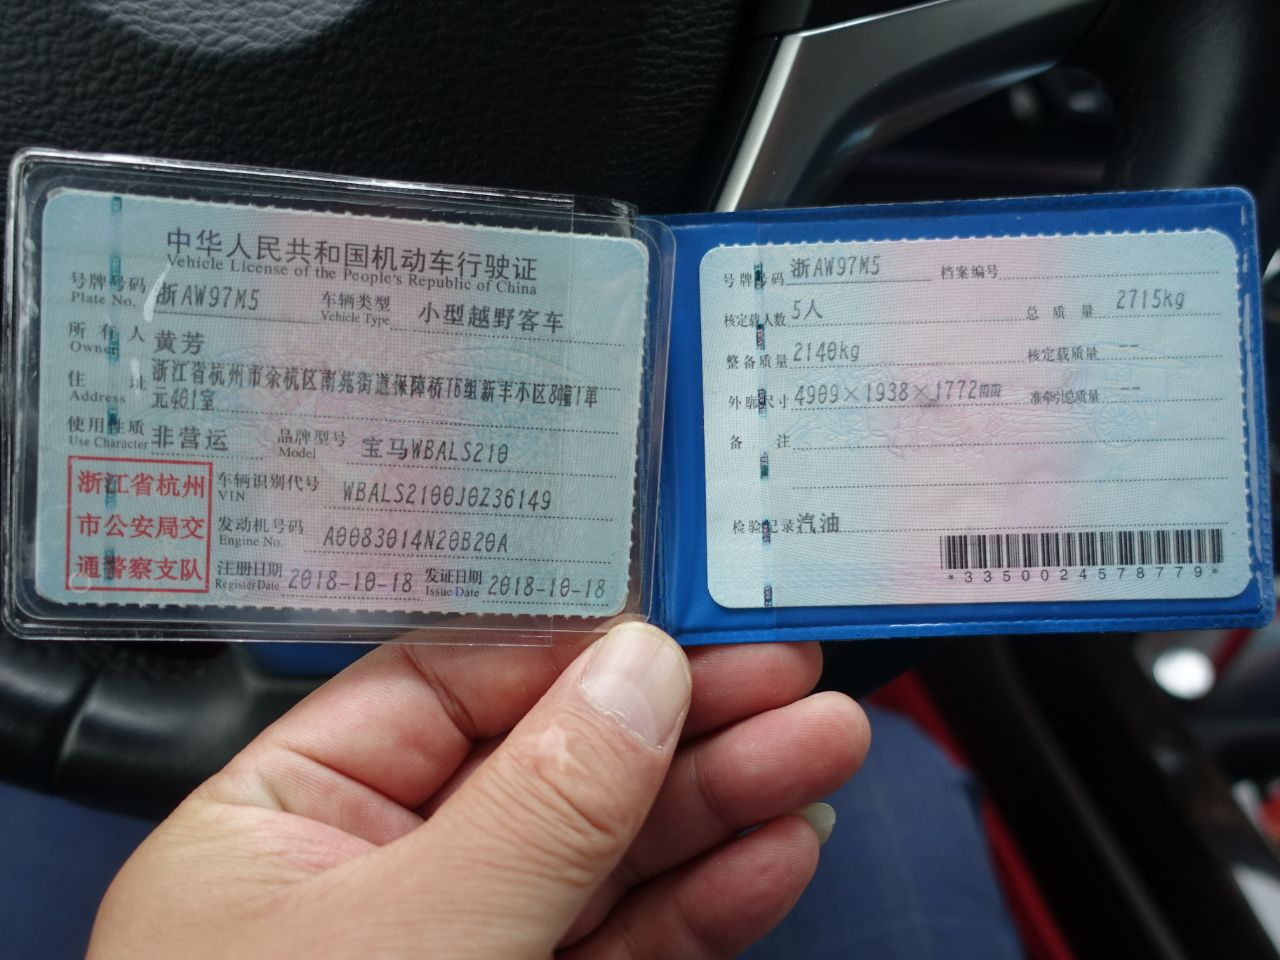 中华人民共和国机动车行驶证
Vehicle License of the People's Republic of China
号牌号码 浙AW97M5 车辆类型 小型越野客车
Plate No. Vehicle Type
所有人 黄芳
Owner
住址 浙江省杭州市余杭区南苑街道保障桥16组新丰小区8幢1单
Address 元401室
使用性质 非营运 品牌型号 宝马WBALS210
Use Character Model
浙江省杭州
市公安局交
通警察支队
车辆识别代号 WBALS2100J0Z36149
VIN
发动机号码 A0083014N20B20A
Engine No.
注册日期 2018-10-18 发证日期 2018-10-18
Register Date Issue Date
号牌号码 浙AW97M5 档案编号
核定载人数 5人 总质量 2715kg
整备质量 2140kg 核定载质量 --
外廓尺寸 4909×1938×1772mm 准牵引总质量 --
备注
检验记录 汽油
*3350024578779*